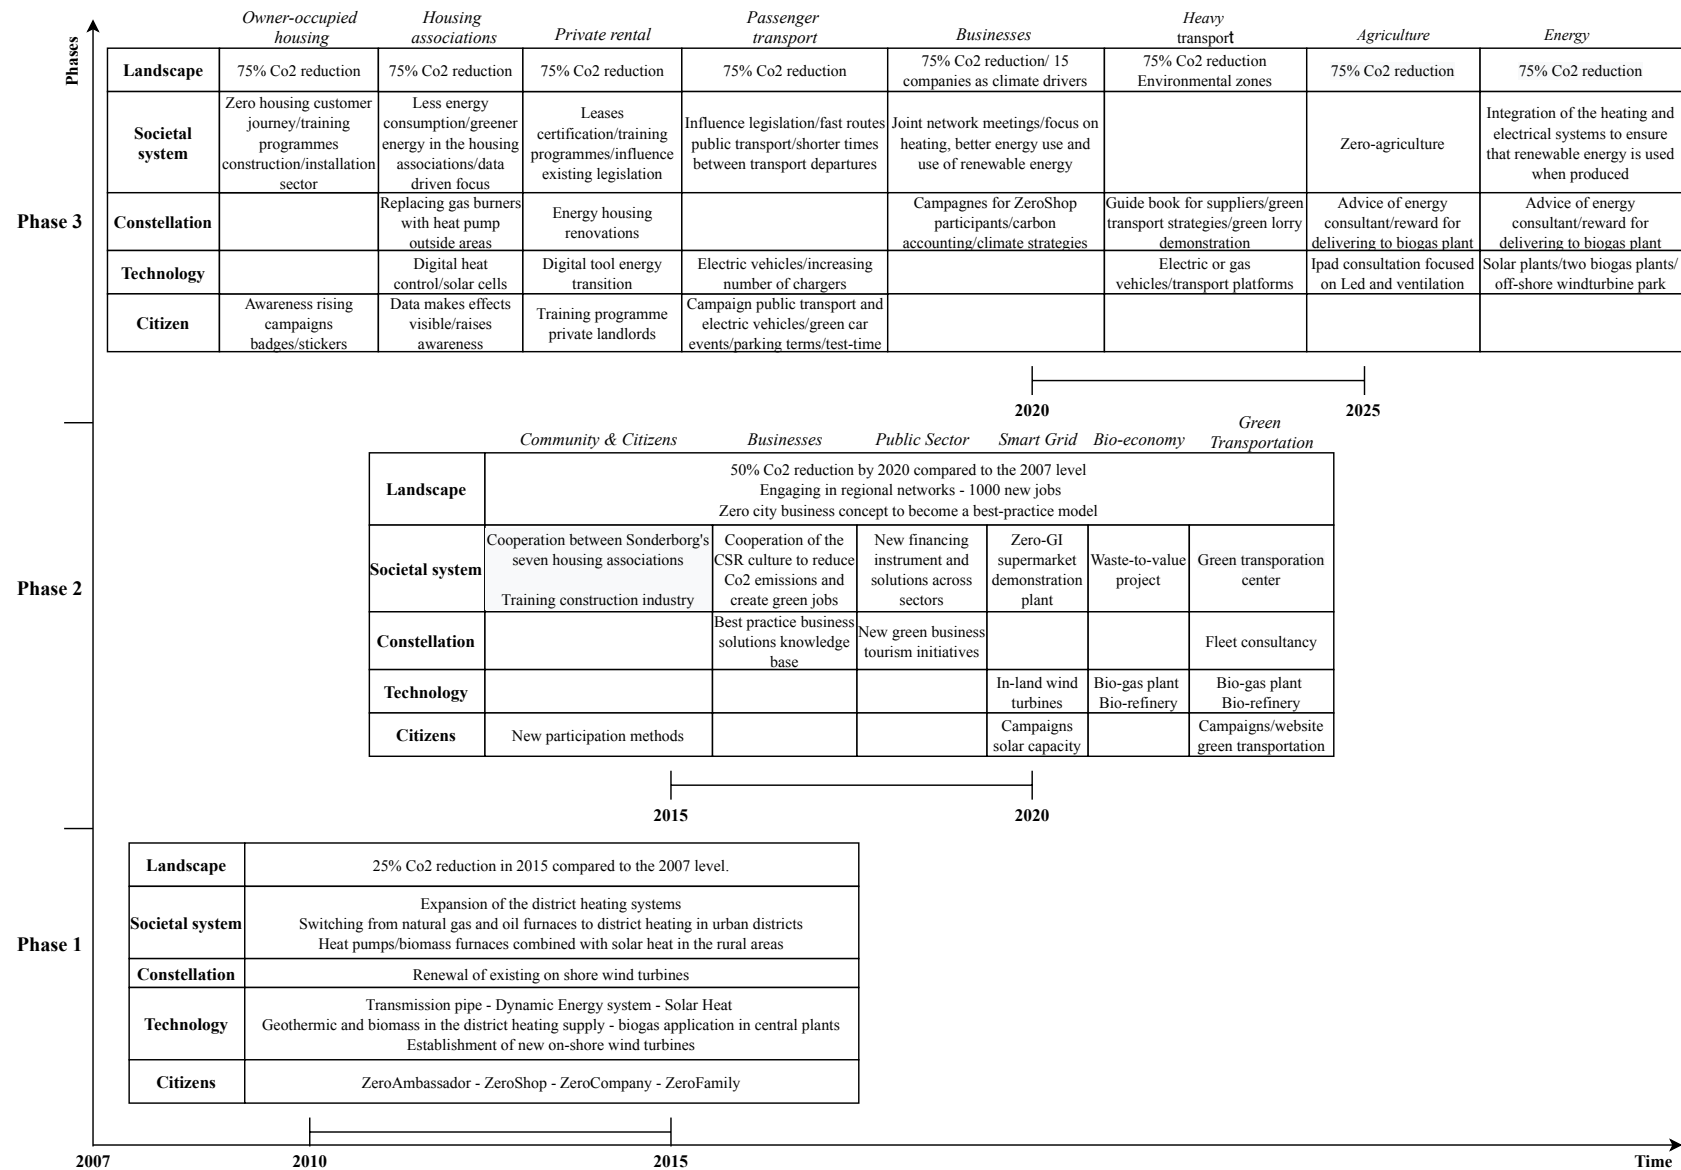 Phases
Owner-occupied
housing
Housing
associations
Private rental
Passenger
transport
Businesses
Heavy
transport
Agriculture
Energy
Landscape
75% Co2 reduction
75% Co2 reduction
75% Co2 reduction
75% Co2 reduction
75% Co2 reduction/ 15
companies as climate drivers
75% Co2 reduction
Environmental zones
75% Co2 reduction
75% Co2 reduction
Societal
system
Zero housing customer
journey/training
programmes
construction/installation
sector
Less energy
consumption/greener
energy in the housing
associations/data
driven focus
Leases
certification/training
programmes/influence
existing legislation
Influence legislation/fast routes
public transport/shorter times
between transport departures
Joint network meetings/focus on
heating, better energy use and
use of renewable energy
Zero-agriculture
Integration of the heating and
electrical systems to ensure
that renewable energy is used
when produced
Phase 3
Constellation
Replacing gas burners
with heat pump
outside areas
Energy housing
renovations
Campagnes for ZeroShop
participants/carbon
accounting/climate strategies
Guide book for suppliers/green
transport strategies/green lorry
demonstration
Advice of energy
consultant/reward for
delivering to biogas plant
Advice of energy
consultant/reward for
delivering to biogas plant
Technology
Digital heat
control/solar cells
Digital tool energy
transition
Electric vehicles/increasing
number of chargers
Electric or gas
vehicles/transport platforms
Ipad consultation focused
on Led and ventilation
Solar plants/two biogas plants/
off-shore windturbine park
Citizen
Awareness rising
campaigns
badges/stickers
Data makes effects
visible/raises
awareness
Training programme
private landlords
Campaign public transport and
electric vehicles/green car
events/parking terms/test-time
2020
2025
Community & Citizens
Businesses
Public Sector
Smart Grid
Bio-economy
Green
Transportation
Landscape
50% Co2 reduction by 2020 compared to the 2007 level
Engaging in regional networks - 1000 new jobs
Zero city business concept to become a best-practice model
Phase 2
Societal system
Cooperation between Sonderborg's
seven housing associations
Training construction industry
Cooperation of the
CSR culture to reduce
Co2 emissions and
create green jobs
New financing
instrument and
solutions across
sectors
Zero-GI
supermarket
demonstration
plant
Waste-to-value
project
Green transporation
center
Constellation
Best practice business
solutions knowledge
base
New green business
tourism initiatives
Fleet consultancy
Technology
In-land wind
turbines
Bio-gas plant
Bio-refinery
Bio-gas plant
Bio-refinery
Citizens
New participation methods
Campaigns
solar capacity
Campaigns/website
green transportation
2015
2020
Landscape
25% Co2 reduction in 2015 compared to the 2007 level.
Phase 1
Societal system
Expansion of the district heating systems
Switching from natural gas and oil furnaces to district heating in urban districts
Heat pumps/biomass furnaces combined with solar heat in the rural areas
Constellation
Renewal of existing on shore wind turbines
Technology
Transmission pipe - Dynamic Energy system - Solar Heat
Geothermic and biomass in the district heating supply - biogas application in central plants
Establishment of new on-shore wind turbines
Citizens
ZeroAmbassador - ZeroShop - ZeroCompany - ZeroFamily
2007
2010
2015
Time